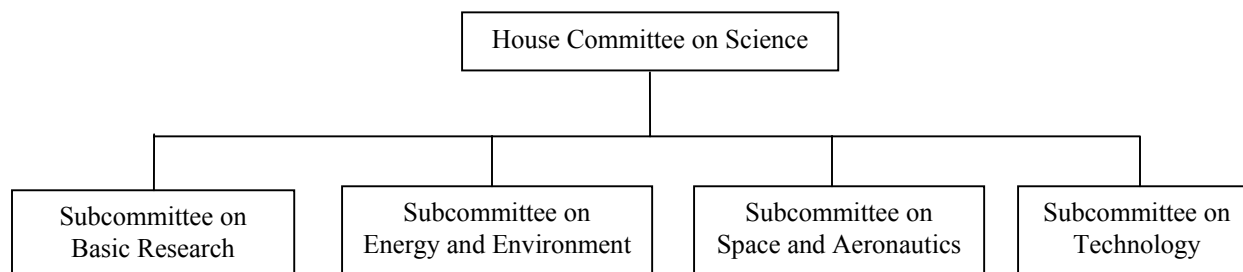 House Committee on Science
Subcommittee on
Basic Research
Subcommittee on
Energy and Environment
Subcommittee on
Space and Aeronautics
Subcommittee on
Technology